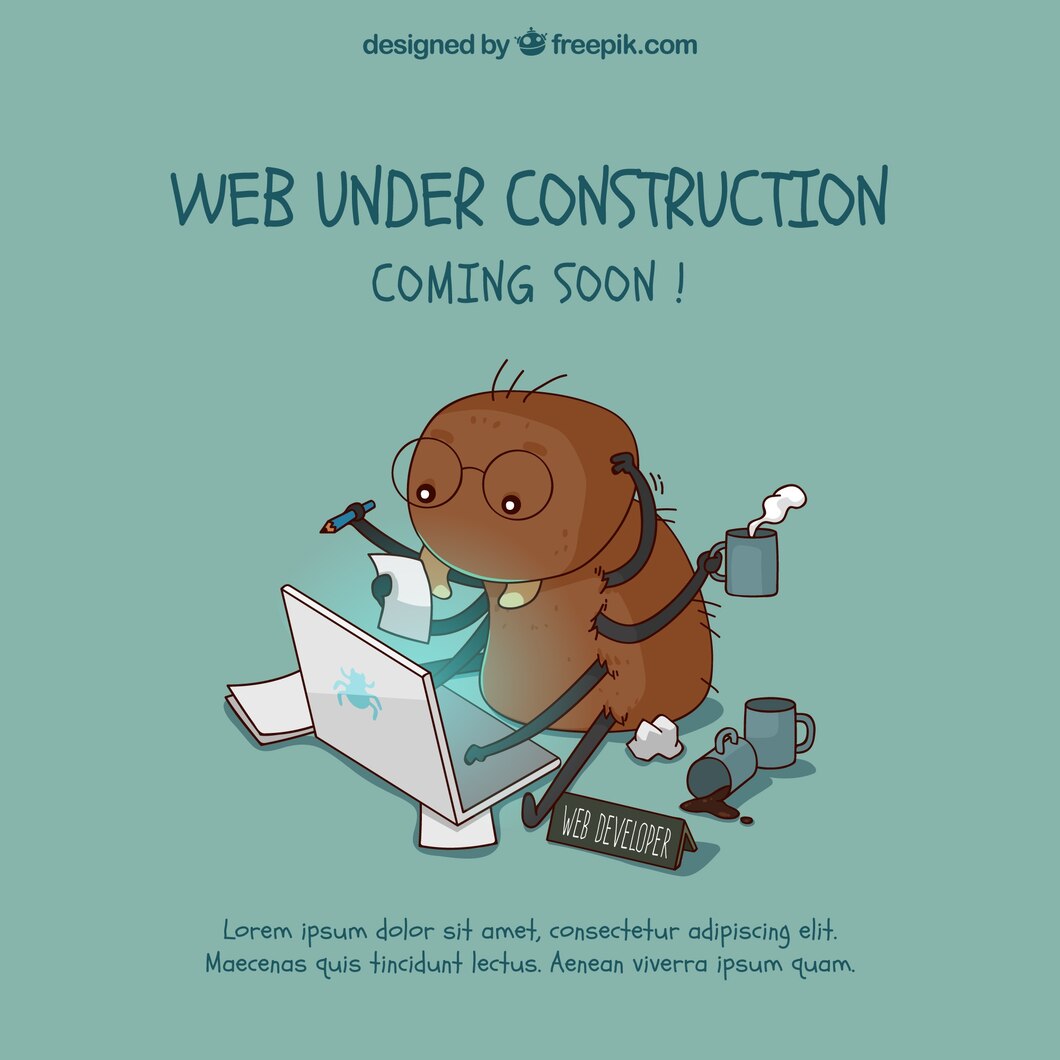 designed by freepik.com
WEB UNDER CONSTRUCTION
COMING SOON !
WEB DEVELOPER
Lorem ipsum dolor sit amet, consectetur adipiscing elit.
Maecenas quis tincidunt lectus. Aenean viverra ipsum quam.